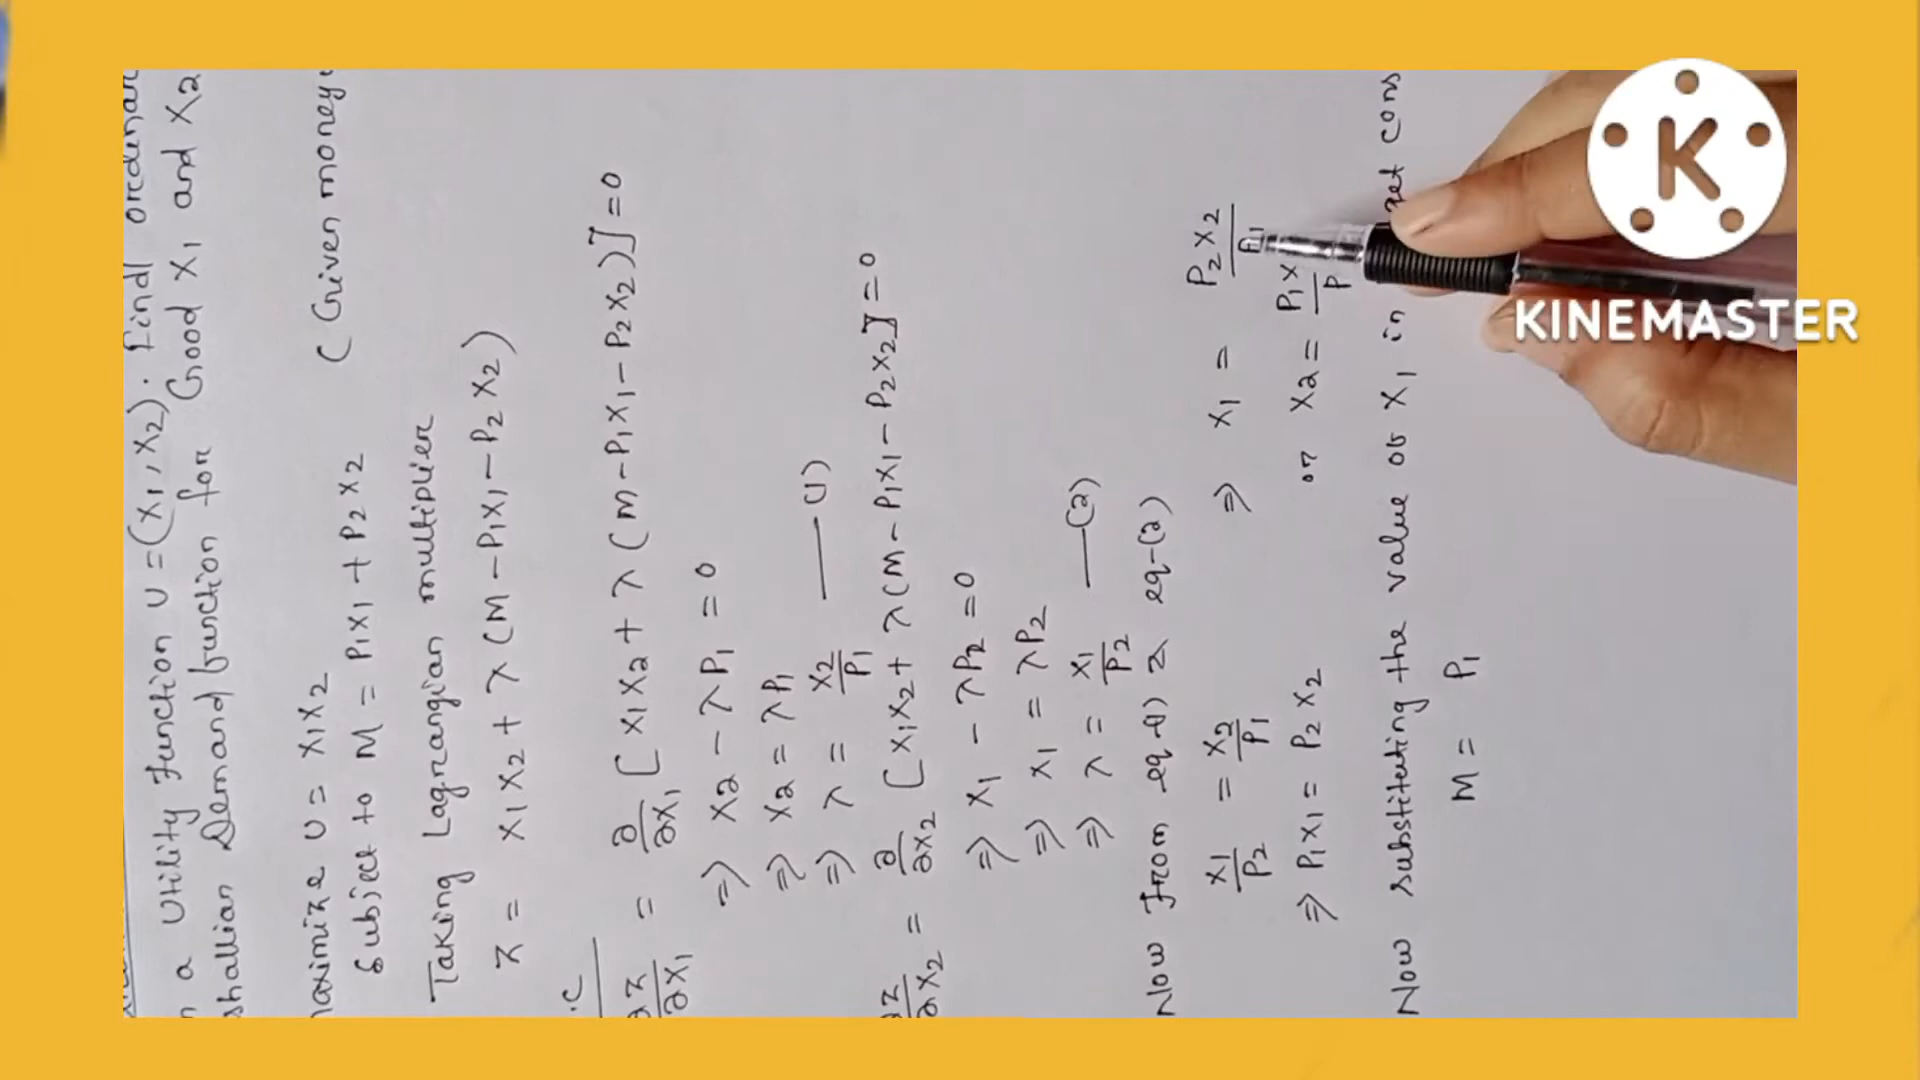 a Utility Function U = (X1, X2). Find
shallian Demand function for Good X1 and X2
U = X1X2
Subject to M = P1X1 + P2X2 (Given money
Taking Lagrangian multiplier
Z = X1X2 + λ(M - P1X1 - P2X2)
∂Z/∂X1 = ∂/∂X1 [X1X2 + λ(M - P1X1 - P2X2)] = 0
⇒ X2 - λP1 = 0
⇒ X2 = λP1
⇒ λ = X2/P1 —(1)
∂Z/∂X2 = ∂/∂X2 [X1X2 + λ(M - P1X1 - P2X2)] = 0
⇒ X1 - λP2 = 0
⇒ X1 = λP2
⇒ λ = X1/P2 —(2)
Now From eq-(1) & eq-(2)
X1/P2 = X2/P1 ⇒ X1 = P2X2/P1
⇒ P1X1 = P2X2 or X2 = P1X/P
Now substituting the value of X1 in
M = P1
K
KINEMASTER